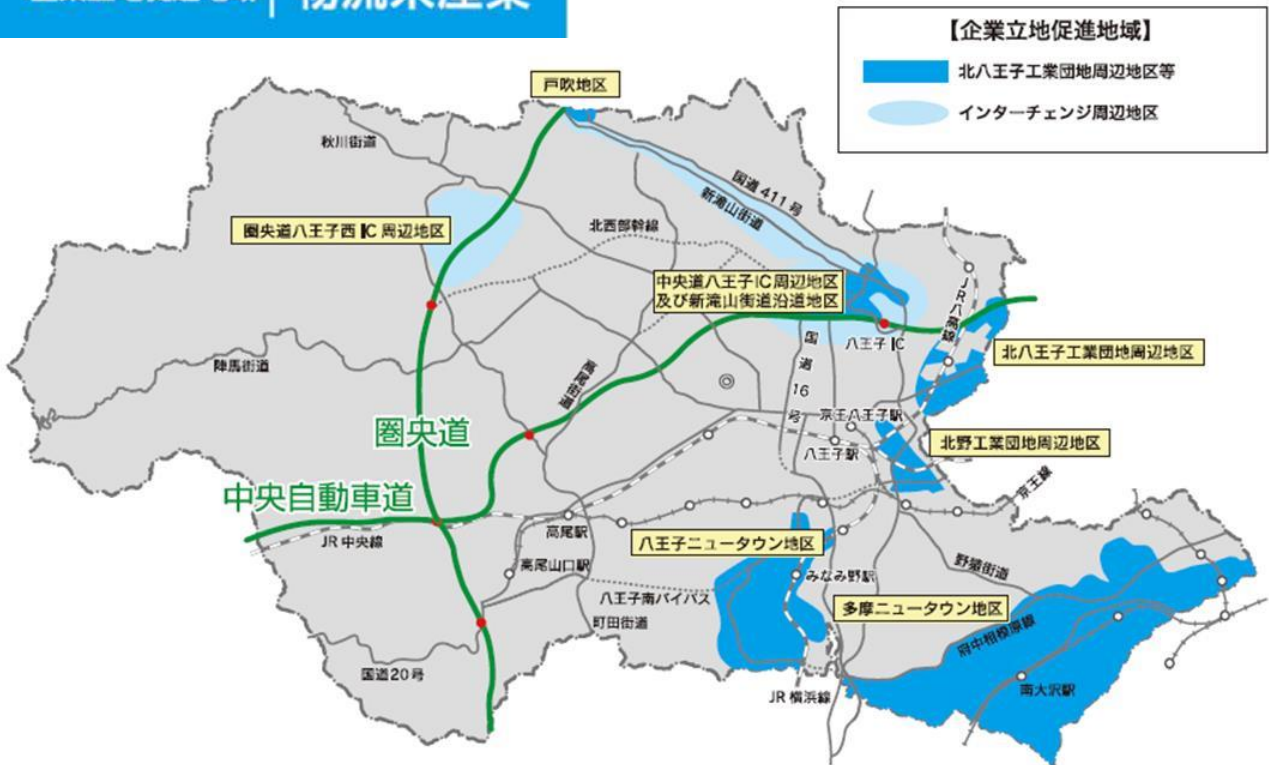 物流系産業
【企業立地促進地域】
北八王子工業団地周辺地区等
インターチェンジ周辺地区
戸吹地区
秋川街道
国道411号
新滝山街道
圏央道八王子西IC周辺地区
北西部幹線
中央道八王子IC周辺地区
及び新滝山街道沿道地区
JR八高線
八王子IC
国道16号
北八王子工業団地周辺地区
陣馬街道
高尾街道
圏央道
京王八王子駅
八王子駅
北野工業団地周辺地区
京王線
中央自動車道
JR中央線
高尾駅
八王子ニュータウン地区
高尾山口駅
みなみ野駅
野猿街道
八王子南バイパス
多摩ニュータウン地区
町田街道
府中相模原線
国道20号
JR横浜線
南大沢駅